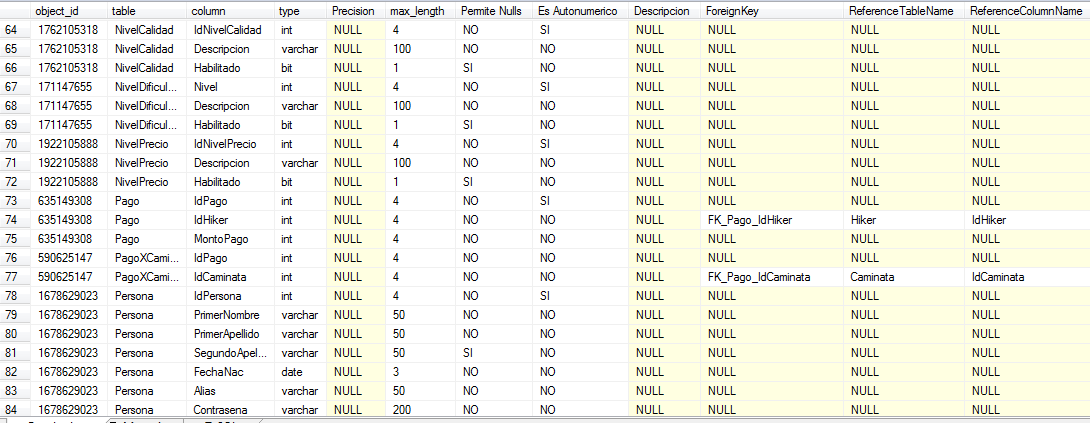 object_id table column type Precision max_length Permite Nulls Es Autonumerico Descripcion ForeignKey ReferenceTableName ReferenceColumnName
64 1762105318 NivelCalidad IdNivelCalidad int NULL 4 NO SI NULL NULL NULL NULL
65 1762105318 NivelCalidad Descripcion varchar NULL 100 NO NO NULL NULL NULL NULL
66 1762105318 NivelCalidad Habilitado bit NULL 1 SI NO NULL NULL NULL NULL
67 171147655 NivelDificul... Nivel int NULL 4 NO SI NULL NULL NULL NULL
68 171147655 NivelDificul... Descripcion varchar NULL 100 NO NO NULL NULL NULL NULL
69 171147655 NivelDificul... Habilitado bit NULL 1 SI NO NULL NULL NULL NULL
70 1922105888 NivelPrecio IdNivelPrecio int NULL 4 NO SI NULL NULL NULL NULL
71 1922105888 NivelPrecio Descripcion varchar NULL 100 NO NO NULL NULL NULL NULL
72 1922105888 NivelPrecio Habilitado bit NULL 1 SI NO NULL NULL NULL NULL
73 635149308 Pago IdPago int NULL 4 NO SI NULL NULL NULL NULL
74 635149308 Pago IdHiker int NULL 4 NO NO NULL FK_Pago_IdHiker Hiker IdHiker
75 635149308 Pago MontoPago int NULL 4 NO NO NULL NULL NULL NULL
76 590625147 PagoXCami... IdPago int NULL 4 NO NO NULL NULL NULL NULL
77 590625147 PagoXCami... IdCaminata int NULL 4 NO NO NULL FK_Pago_IdCaminata Caminata IdCaminata
78 1678629023 Persona IdPersona int NULL 4 NO SI NULL NULL NULL NULL
79 1678629023 Persona PrimerNombre varchar NULL 50 NO NO NULL NULL NULL NULL
80 1678629023 Persona PrimerApellido varchar NULL 50 NO NO NULL NULL NULL NULL
81 1678629023 Persona SegundoApel... varchar NULL 50 SI NO NULL NULL NULL NULL
82 1678629023 Persona FechaNac date NULL 3 NO NO NULL NULL NULL NULL
83 1678629023 Persona Alias varchar NULL 50 NO NO NULL NULL NULL NULL
84 1678629023 Persona Contrasena varchar NULL 200 NO NO NULL NULL NULL NULL